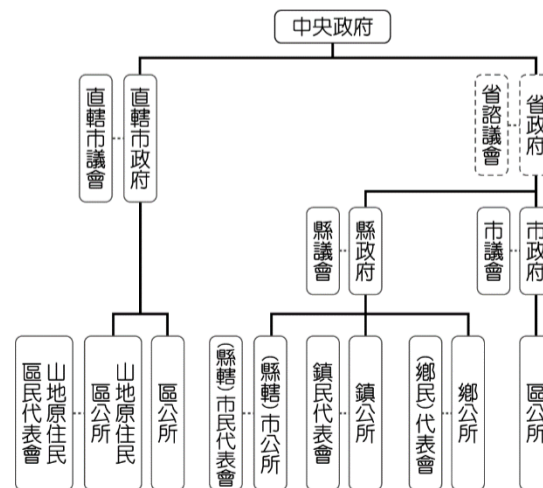 中央政府
直轄市議會
直轄市政府
省諮議會
省政府
縣議會
縣政府
市議會
市政府
山地原住民
區民代表會
山地原住民
區公所
區公所
(縣轄)市民代表會
(縣轄)市公所
鎮民代表會
鎮公所
(鄉民)代表會
鄉公所
區公所